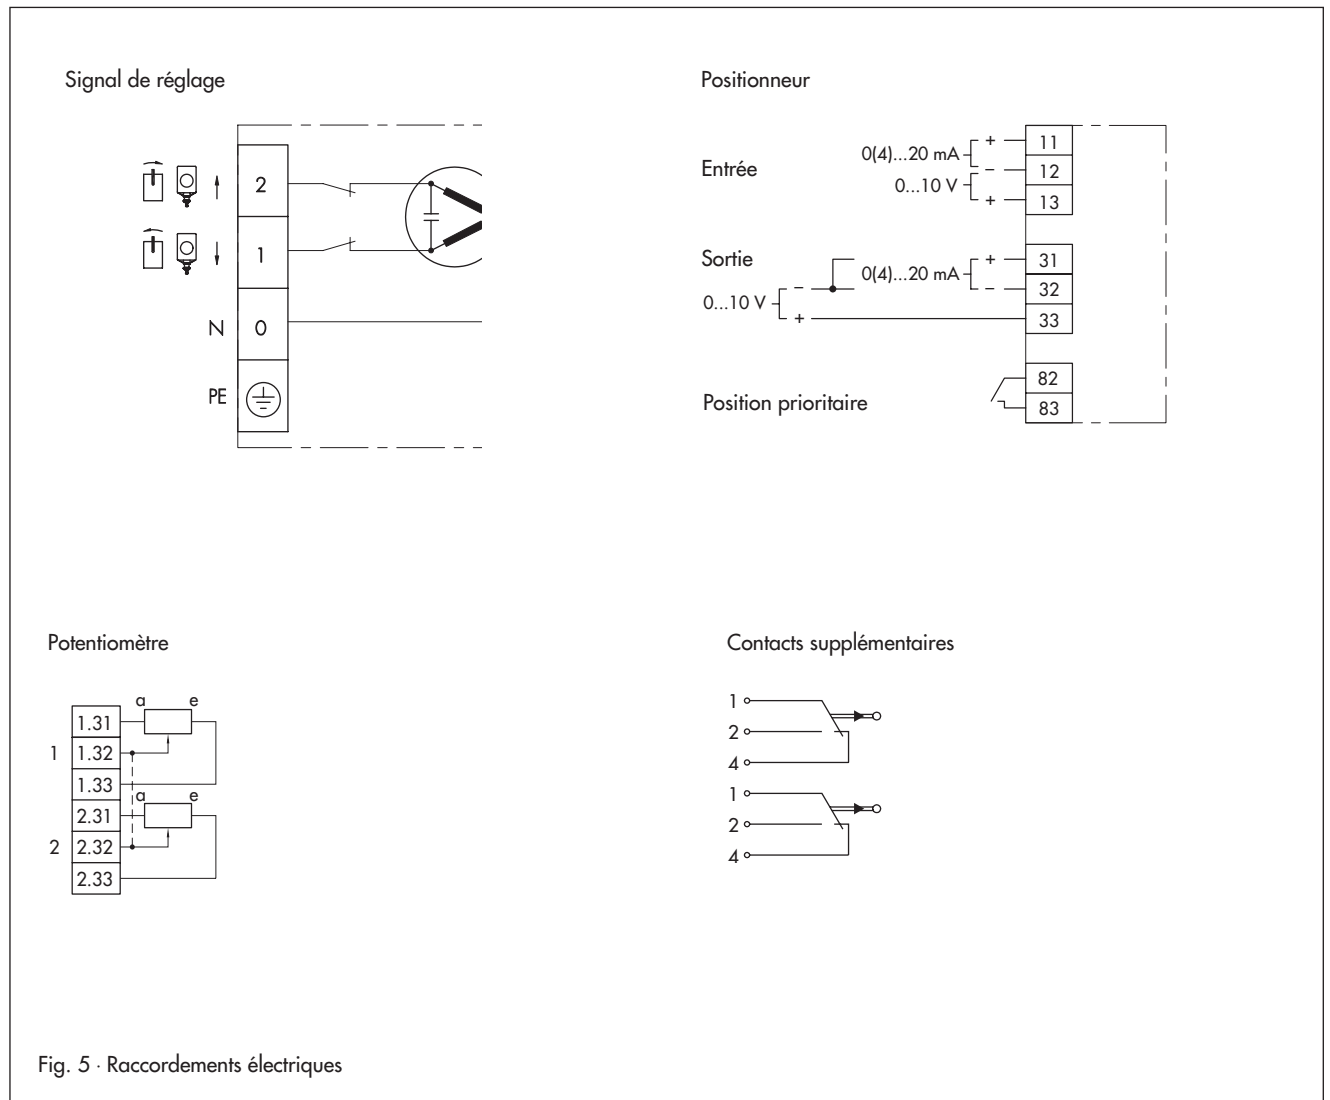 Signal de réglage
2
1
N 0
PE
Positionneur
Entrée
0(4)...20 mA + 11
− 12
0...10 V
+ 13
Sortie
0(4)...20 mA + 31
− − 32
0...10 V
+ 33
Position prioritaire
82
83
Potentiomètre
a e
1.31
1 1.32
1.33
a e
2.31
2 2.32
2.33
Contacts supplémentaires
1
2
4
1
2
4
Fig. 5 · Raccordements électriques